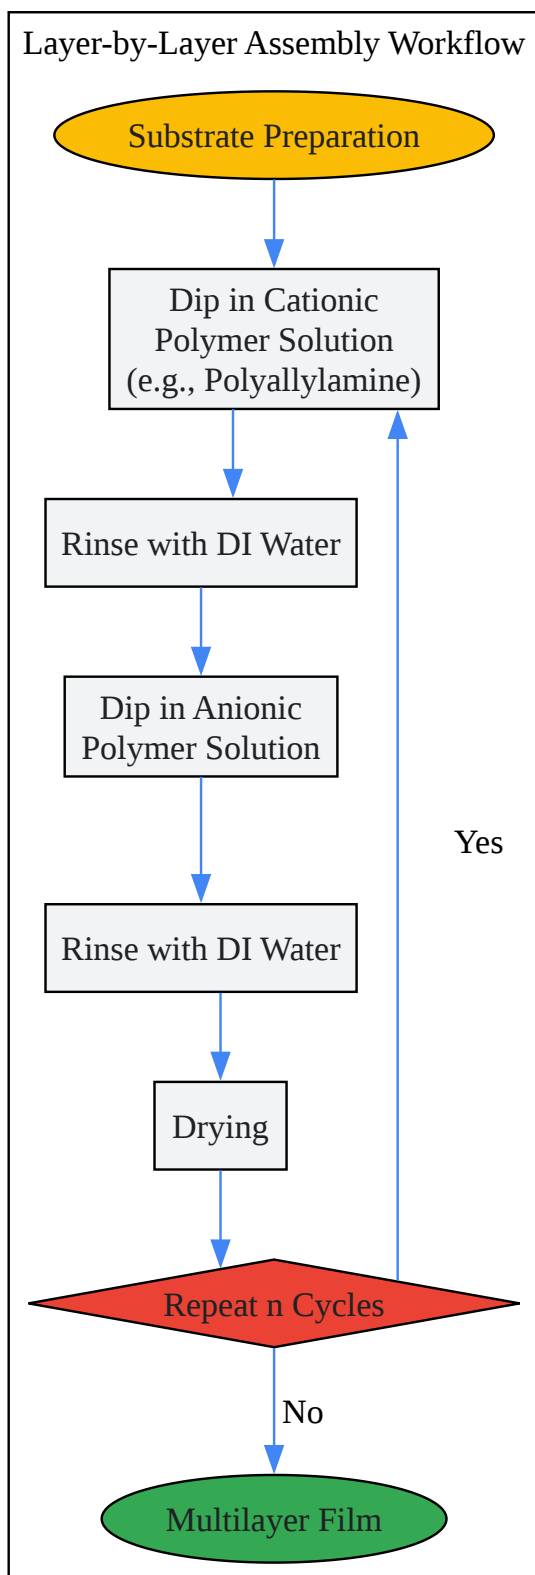 Layer-by-Layer Assembly Workflow
Substrate Preparation
Dip in Cationic
Polymer Solution
(e.g., Polyallylamine)
Rinse with DI Water
Dip in Anionic
Polymer Solution
Yes
Rinse with DI Water
Drying
Repeat n Cycles
No
Multilayer Film